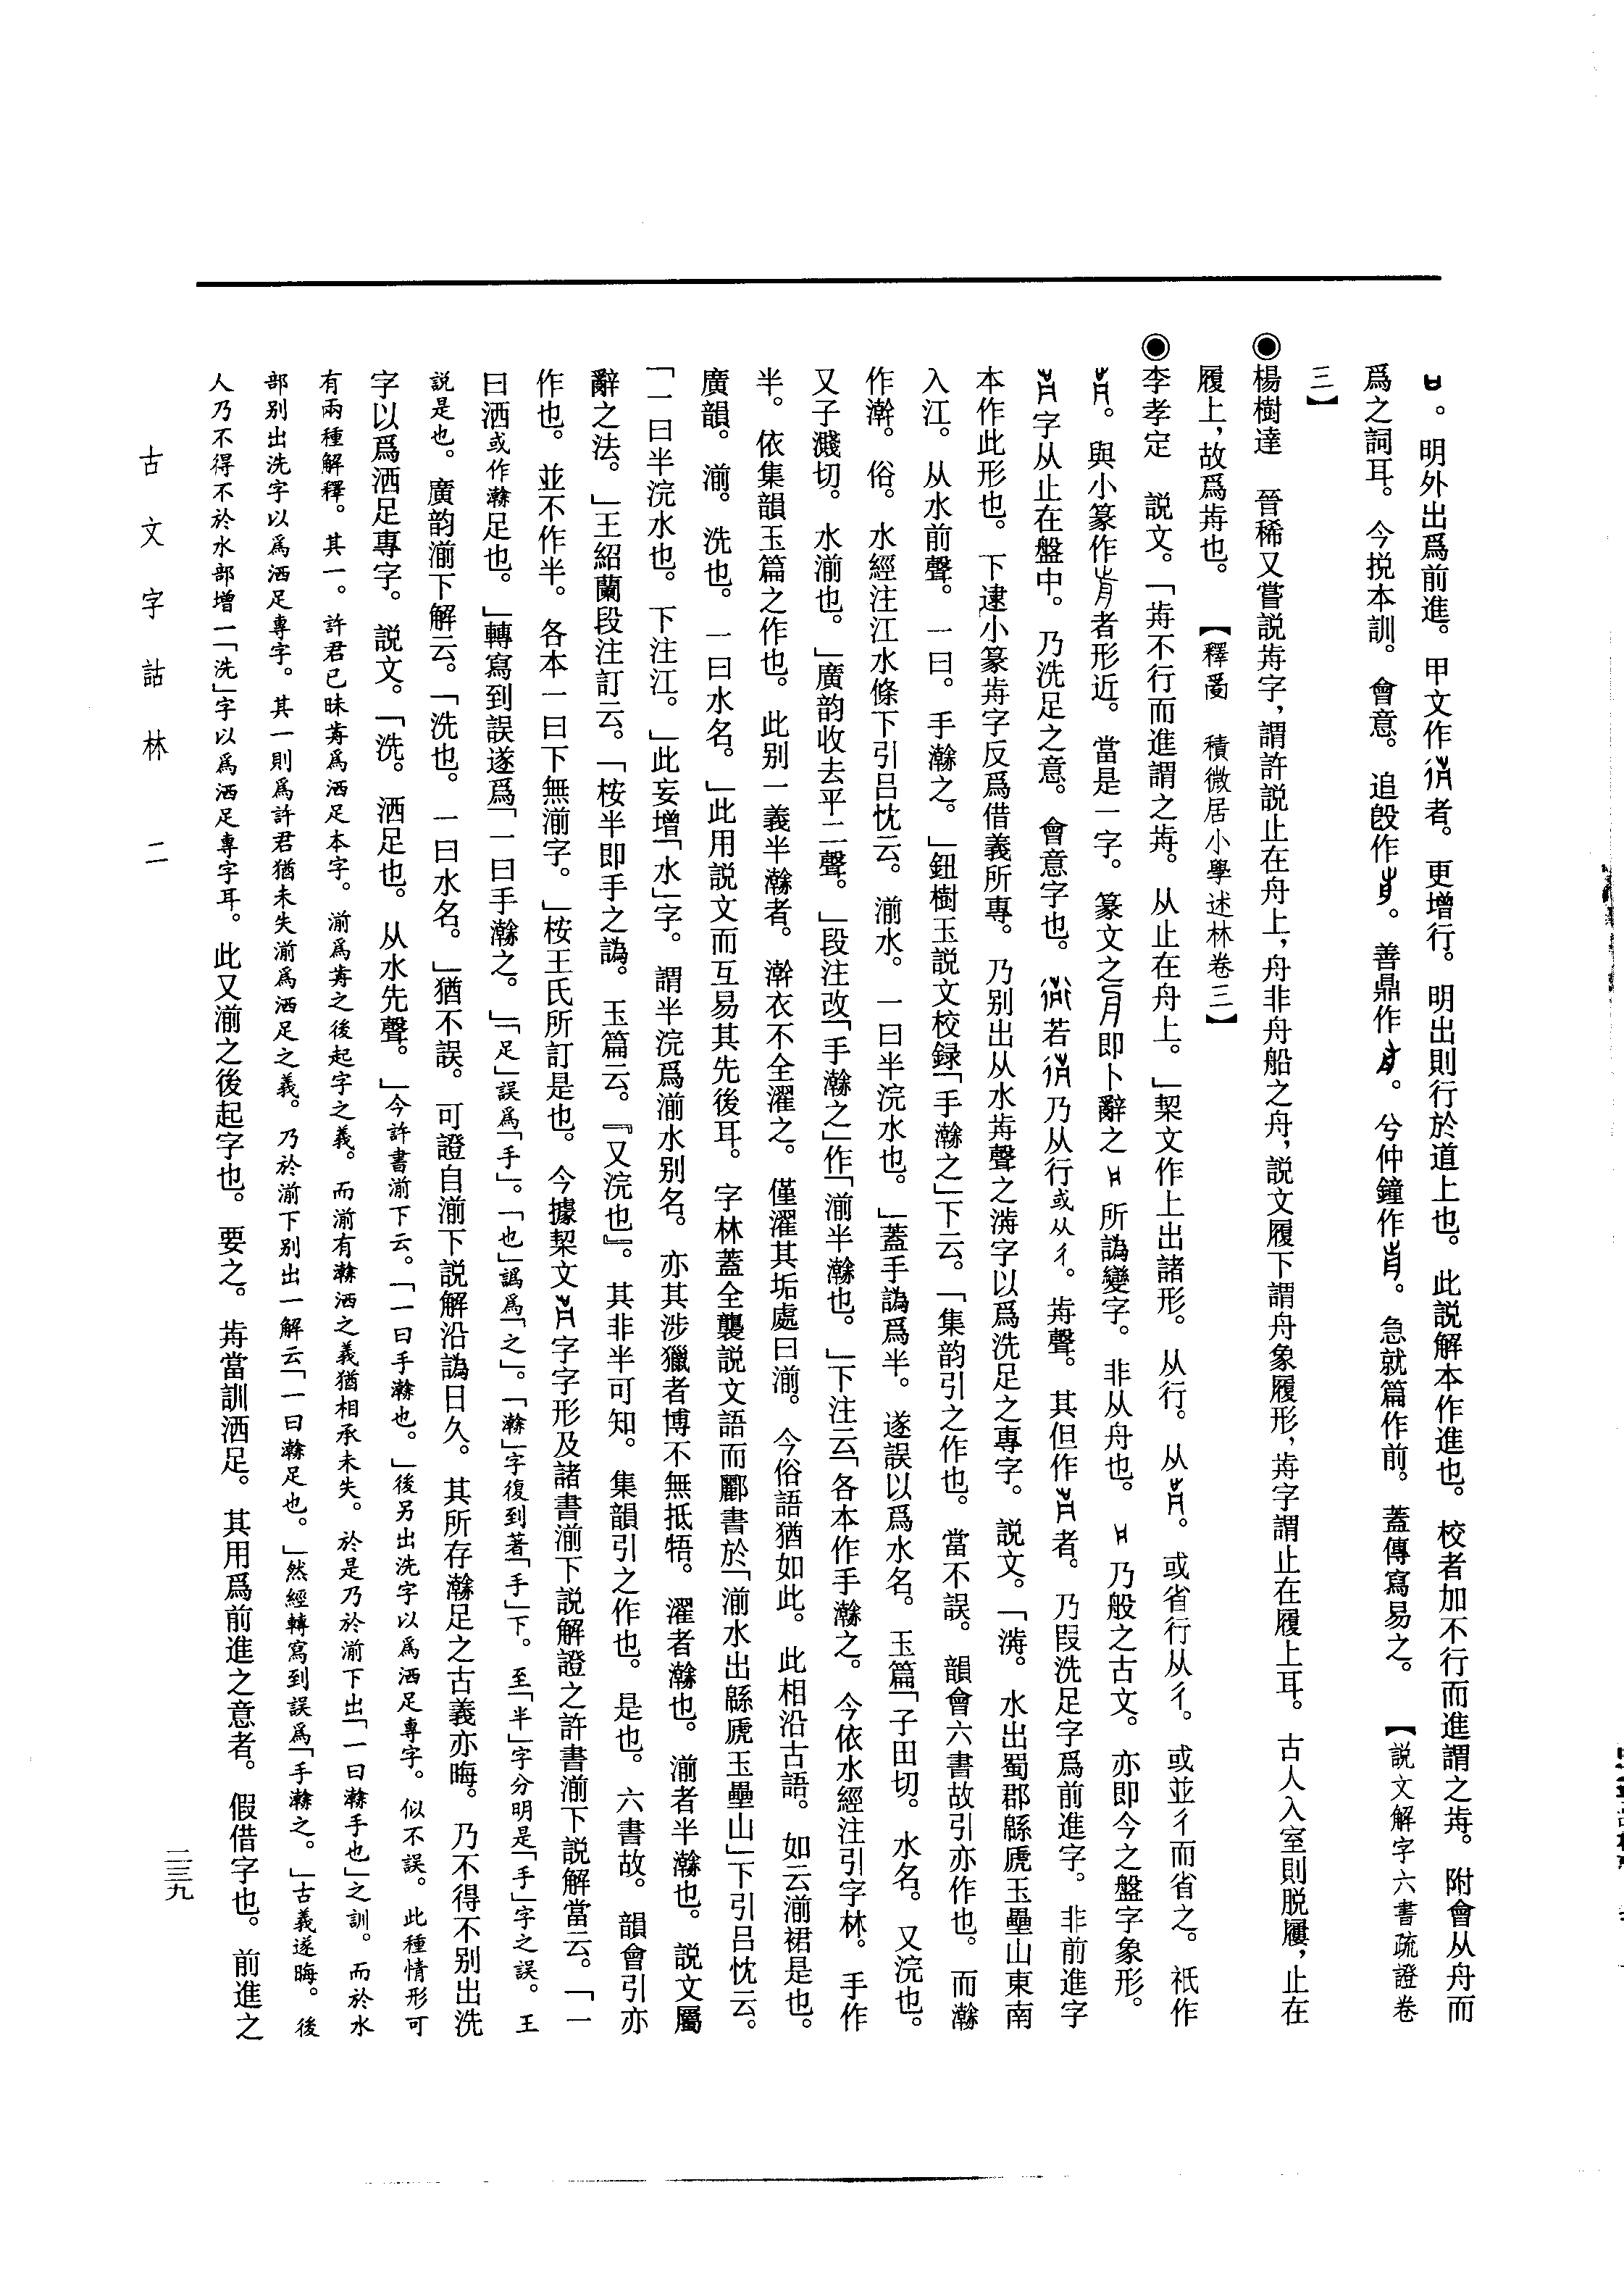 。明外出爲前進。甲文作者。更增行。明出則行於道上也。此説解本作進也。校者加不行而進謂之歬。附會从舟而
爲之詞耳。今捝本訓。會意。追𣪘作。善鼎作。兮仲鐘作。急就篇作前。蓋傳寫易之。　【説文解字六書疏證卷
三】
◉楊樹達　晉稀又嘗説歬字，謂許説止在舟上，舟非舟船之舟，説文履下謂舟象履形，歬字謂止在履上耳。古人入室則脱屨，止在
履上，故爲歬也。　【釋　積微居小學述林卷三】
◉李孝定　説文。「歬不行而進謂之歬。从止在舟上。」栔文作上出諸形。从行。从。或省行从彳。或並彳而省之。祇作
。與小篆作者形近。當是一字。篆文之即卜辭之所譌變字。非从舟也。乃般之古文。亦即今之盤字象形。
字从止在盤中。乃洗足之意。會意字也。若乃从行或从彳。歬聲。其但作者。乃叚洗足字爲前進字。非前進字
本作此形也。下逮小篆歬字反爲借義所專。乃别出从水歬聲之湔字以爲洗足之專字。説文。「湔。水出蜀郡緜虒玉壘山東南
入江。从水前聲。一曰。手瀚之。」鈕樹玉説文校録「手瀚之」下云。「集韵引之作也。當不誤。韻會六書故引亦作也。而瀚
作澣。俗。水經注江水條下引吕忱云。湔水。一曰半浣水也。」蓋手譌爲半。遂誤以爲水名。玉篇「子田切。水名。又浣也。
又子濺切。水湔也。」廣韵收去平二聲。」段注改「手瀚之」作「湔半瀚也。」下注云「各本作手瀚之。今依水經注引字林。手作
半。依集韻玉篇之作也。此别一義半瀚者。澣衣不全濯之。僅濯其垢處曰湔。今俗語猶如此。此相沿古語。如云湔裙是也。
廣韻。湔。洗也。一曰水名。」此用説文而互易其先後耳。字林蓋全襲説文語而酈書於「湔水出緜虒玉壘山」下引吕忱云。
「一曰半浣水也。下注江。」此妄增「水」字。謂半浣爲湔水别名。亦其涉獵者博不無抵牾。濯者瀚也。湔者半瀚也。説文屬
辭之法。」王紹蘭段注訂云。「桉半即手之譌。玉篇云。『又浣也』。其非半可知。集韻引之作也。是也。六書故。韻會引亦
作也。並不作半。各本一曰下無湔字。」桉王氏所訂是也。今據栔文字字形及諸書湔下説解證之許書湔下説解當云。「一
曰洒或作瀚足也。」轉寫到誤遂爲「一曰手瀚之。」「足」誤爲「手」。「也」譌爲「之」。「瀚」字復到著「手」下。至「半」字分明是「手」字之誤。王
説是也。廣韵湔下解云。「洗也。一曰水名。」猶不誤。可證自湔下説解沿譌日久。其所存瀚足之古義亦晦。乃不得不别出洗
字以爲洒足專字。説文。「洗。洒足也。从水先聲。」今許書湔下云。「一曰手瀚也。」後另出洗字以爲洒足專字。似不誤。此種情形可
有兩種解釋。其一。許君已昧歬爲洒足本字。湔爲歬之後起字之義。而湔有瀚洒之義猶相承未失。於是乃於湔下出「一曰瀚手也」之訓。而於水
部别出洗字以爲洒足專字。其一則爲許君猶未失湔爲洒足之義。乃於湔下别出一解云「一曰瀚足也。」然經轉寫到誤爲「手瀚之。」古義遂晦。後
人乃不得不於水部增一「洗」字以爲洒足專字耳。此又湔之後起字也。要之。歬當訓洒足。其用爲前進之意者。假借字也。前進之
古文字詁林　二
二三九